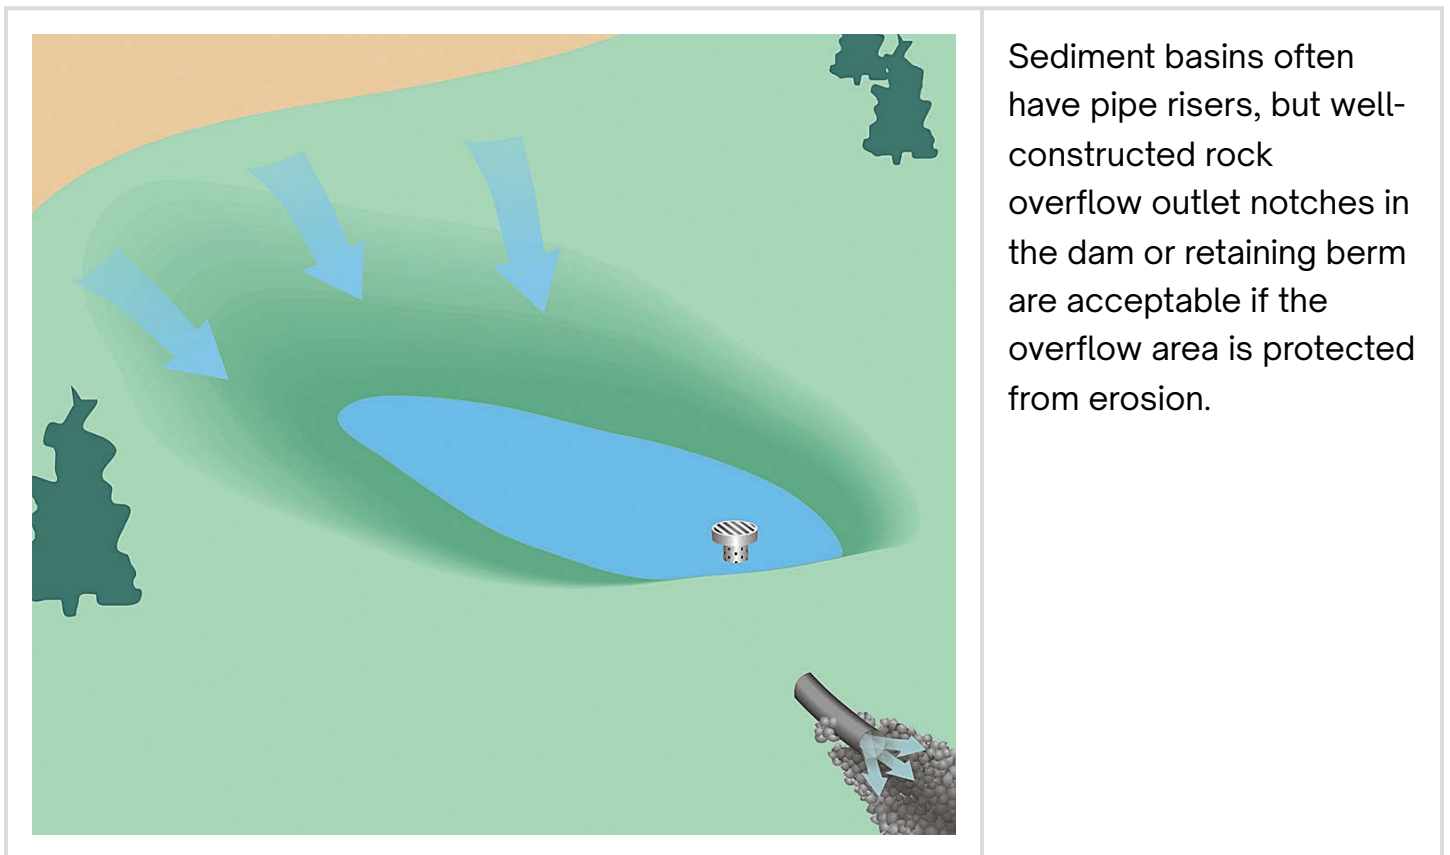 Sediment basins often
have pipe risers, but well-
constructed rock
overflow outlet notches in
the dam or retaining berm
are acceptable if the
overflow area is protected
from erosion.